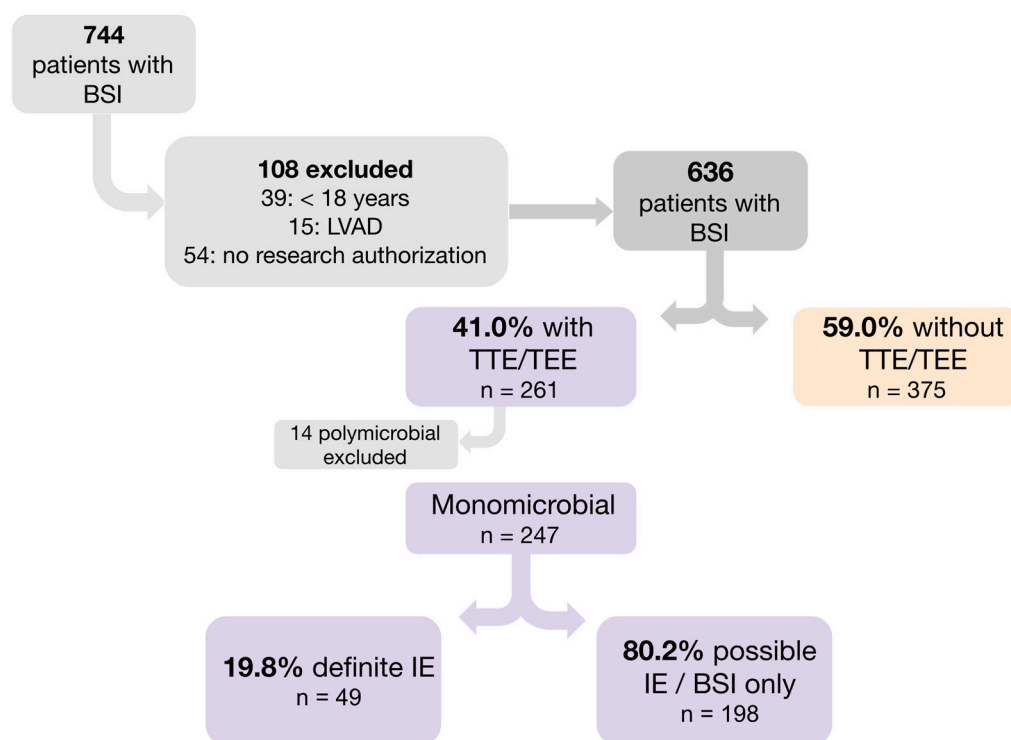 744
patients with
BSI
108 excluded
39: < 18 years
15: LVAD
54: no research authorization
636
patients with
BSI
41.0% with
TTE/TEE
n = 261
59.0% without
TTE/TEE
n = 375
14 polymicrobial
excluded
Monomicrobial
n = 247
19.8% definite IE
n = 49
80.2% possible
IE / BSI only
n = 198